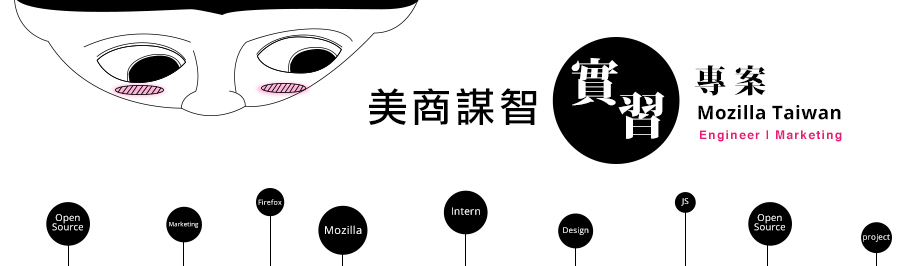 美商謀智
實習
專案
Mozilla Taiwan
Engineer | Marketing
Open
Source
Marketing
Firefox
Mozilla
Intern
Design
JS
Open
Source
project